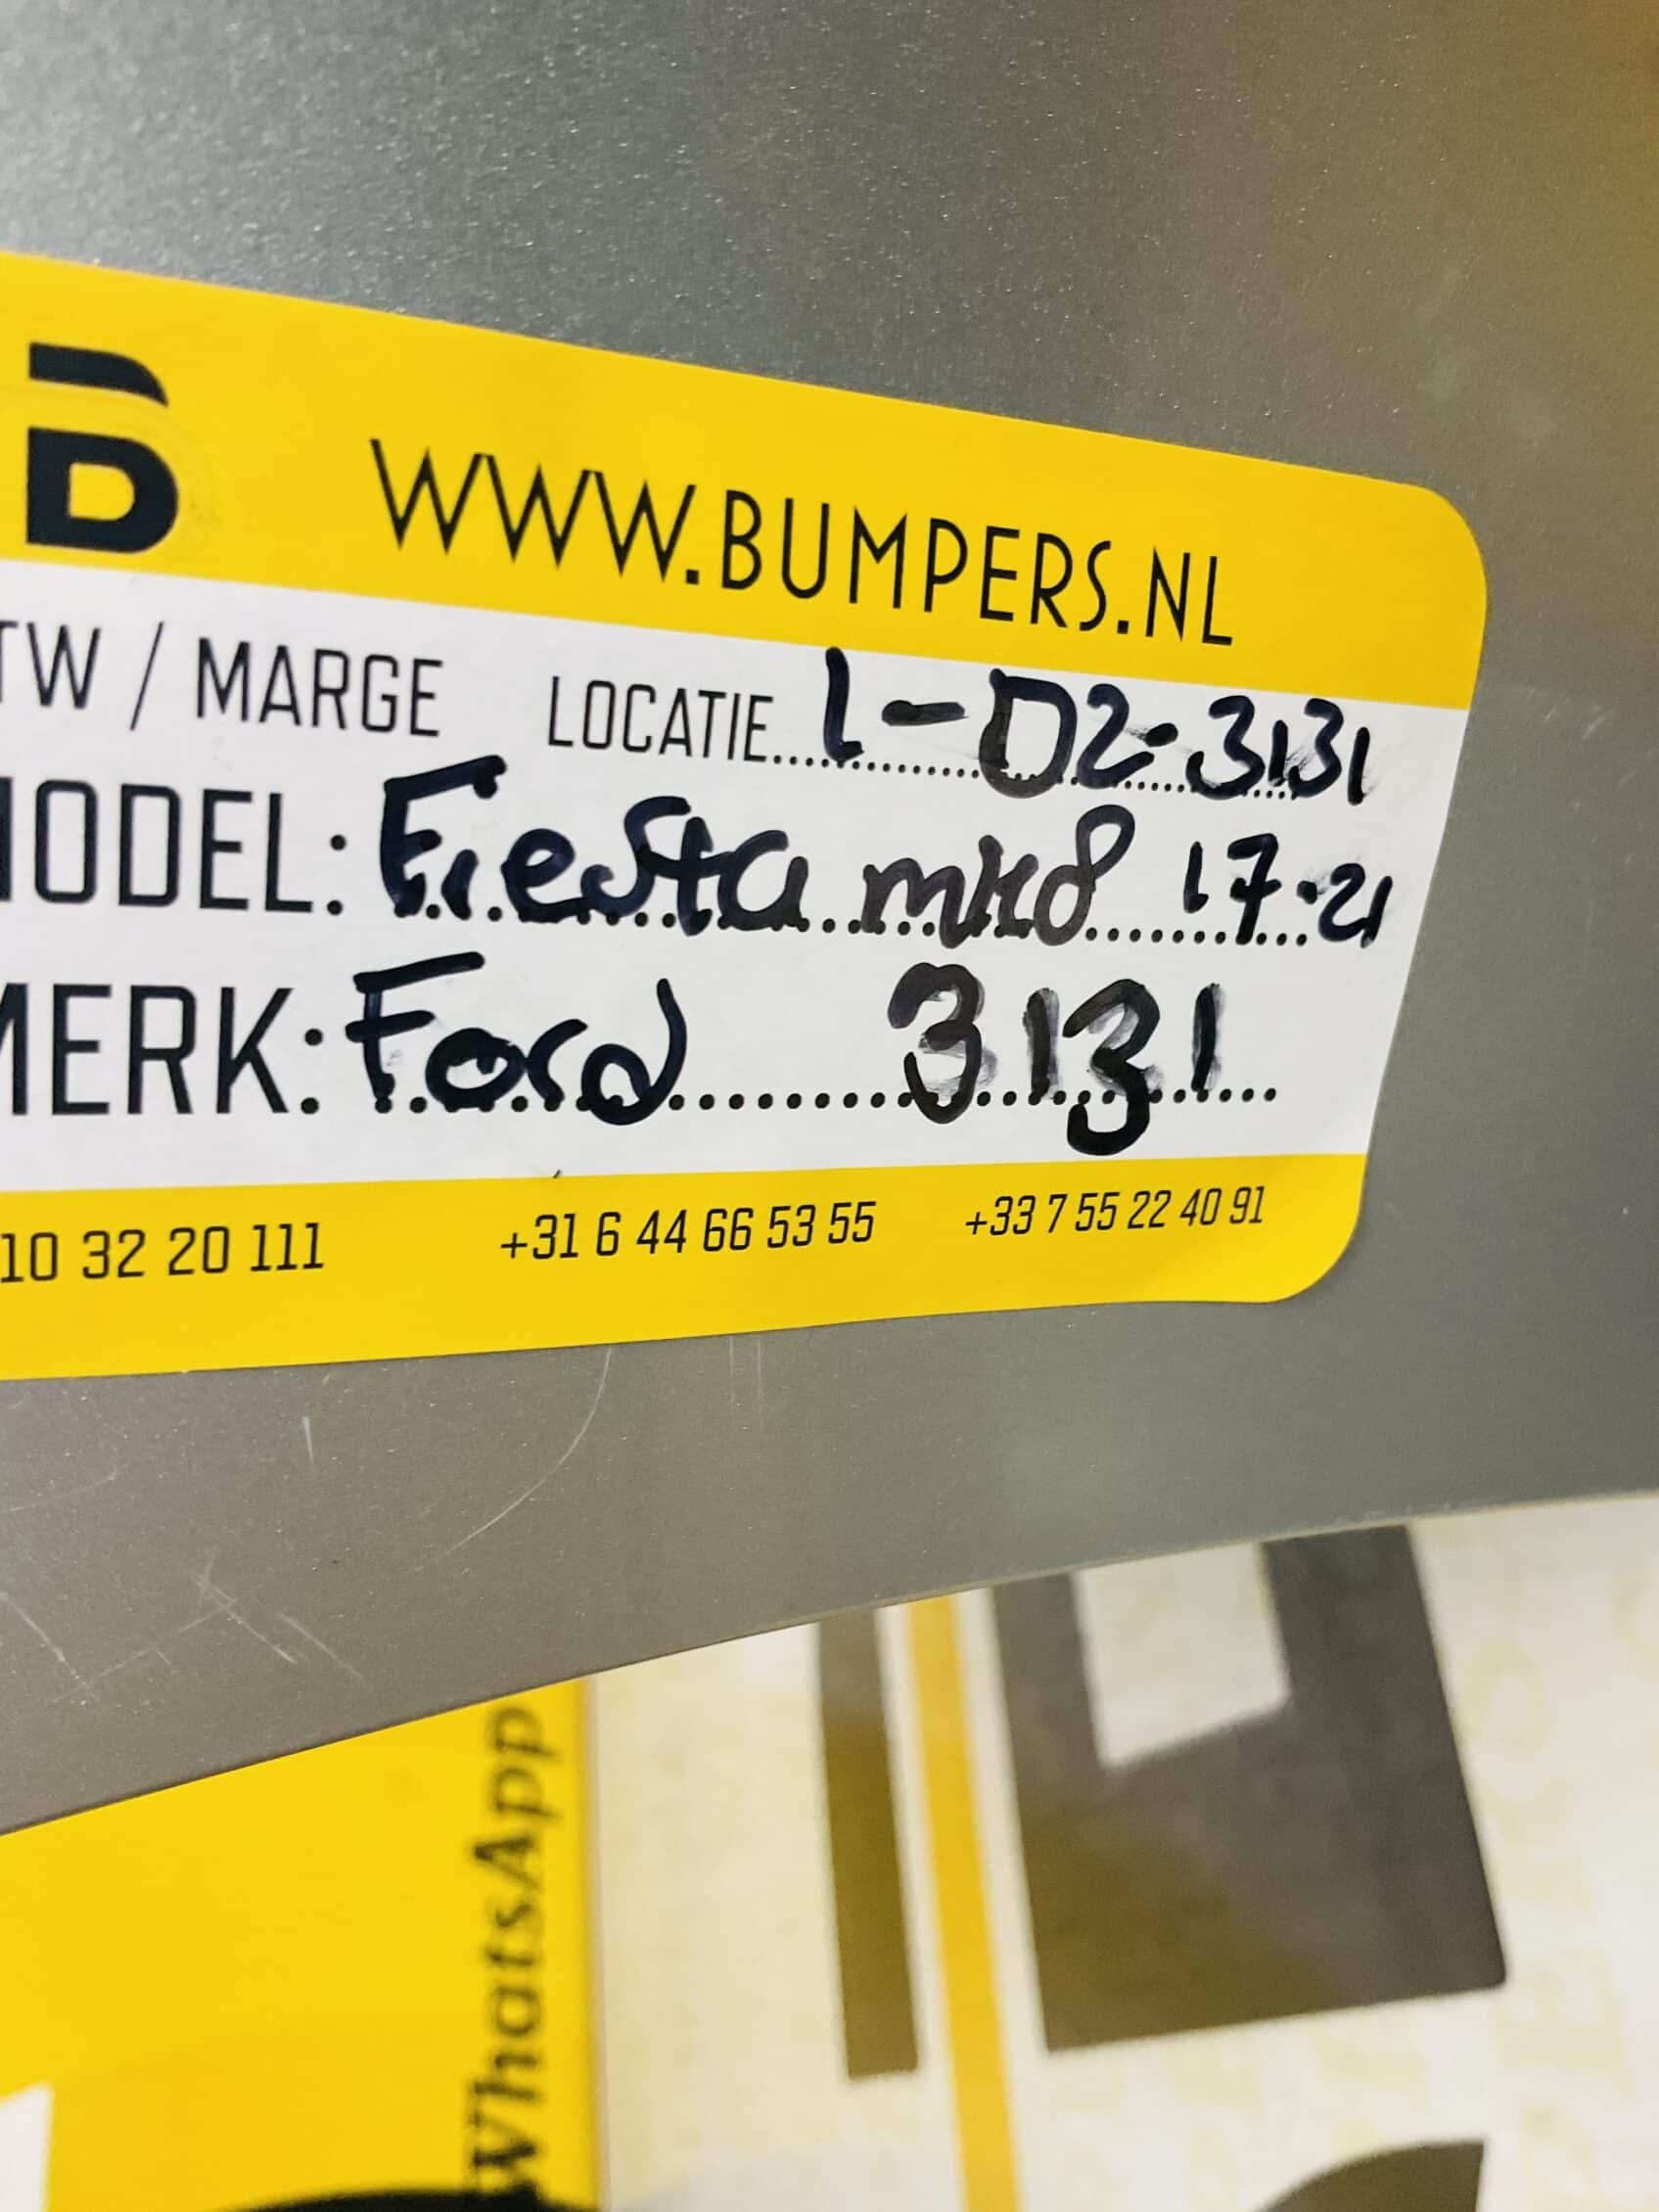 B WWW.BUMPERS.NL
TW / MARGE LOCATIE... L-D2-3131
MODEL: Fiesta mk8 17-21
MERK: Ford 3131
10 32 20 111 +31 6 44 66 53 55 +33 7 55 22 40 91
WhatsApp